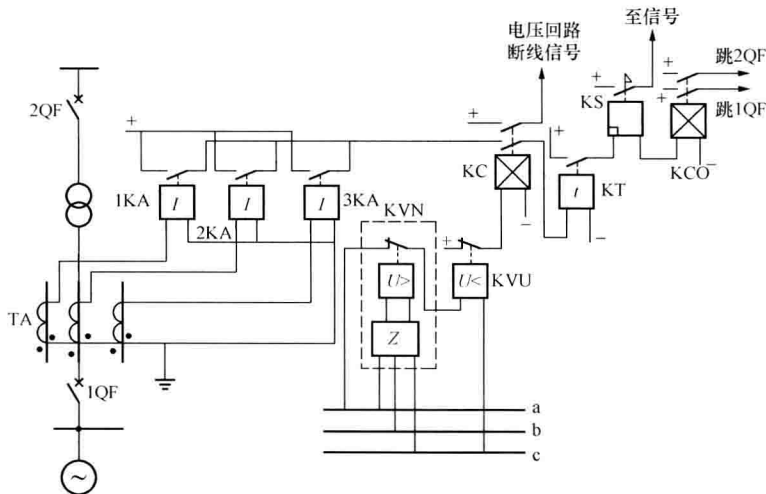 电压回路
断线信号
至信号
跳2QF
跳1QF
2QF
+
+
+
+
+
+
KS
KCO
−
1KA
I
2KA
I
I
3KA
KC
−
t
KT
−
KVN
+
U>
U<
KVU
Z
TA
1QF
a
b
c
~